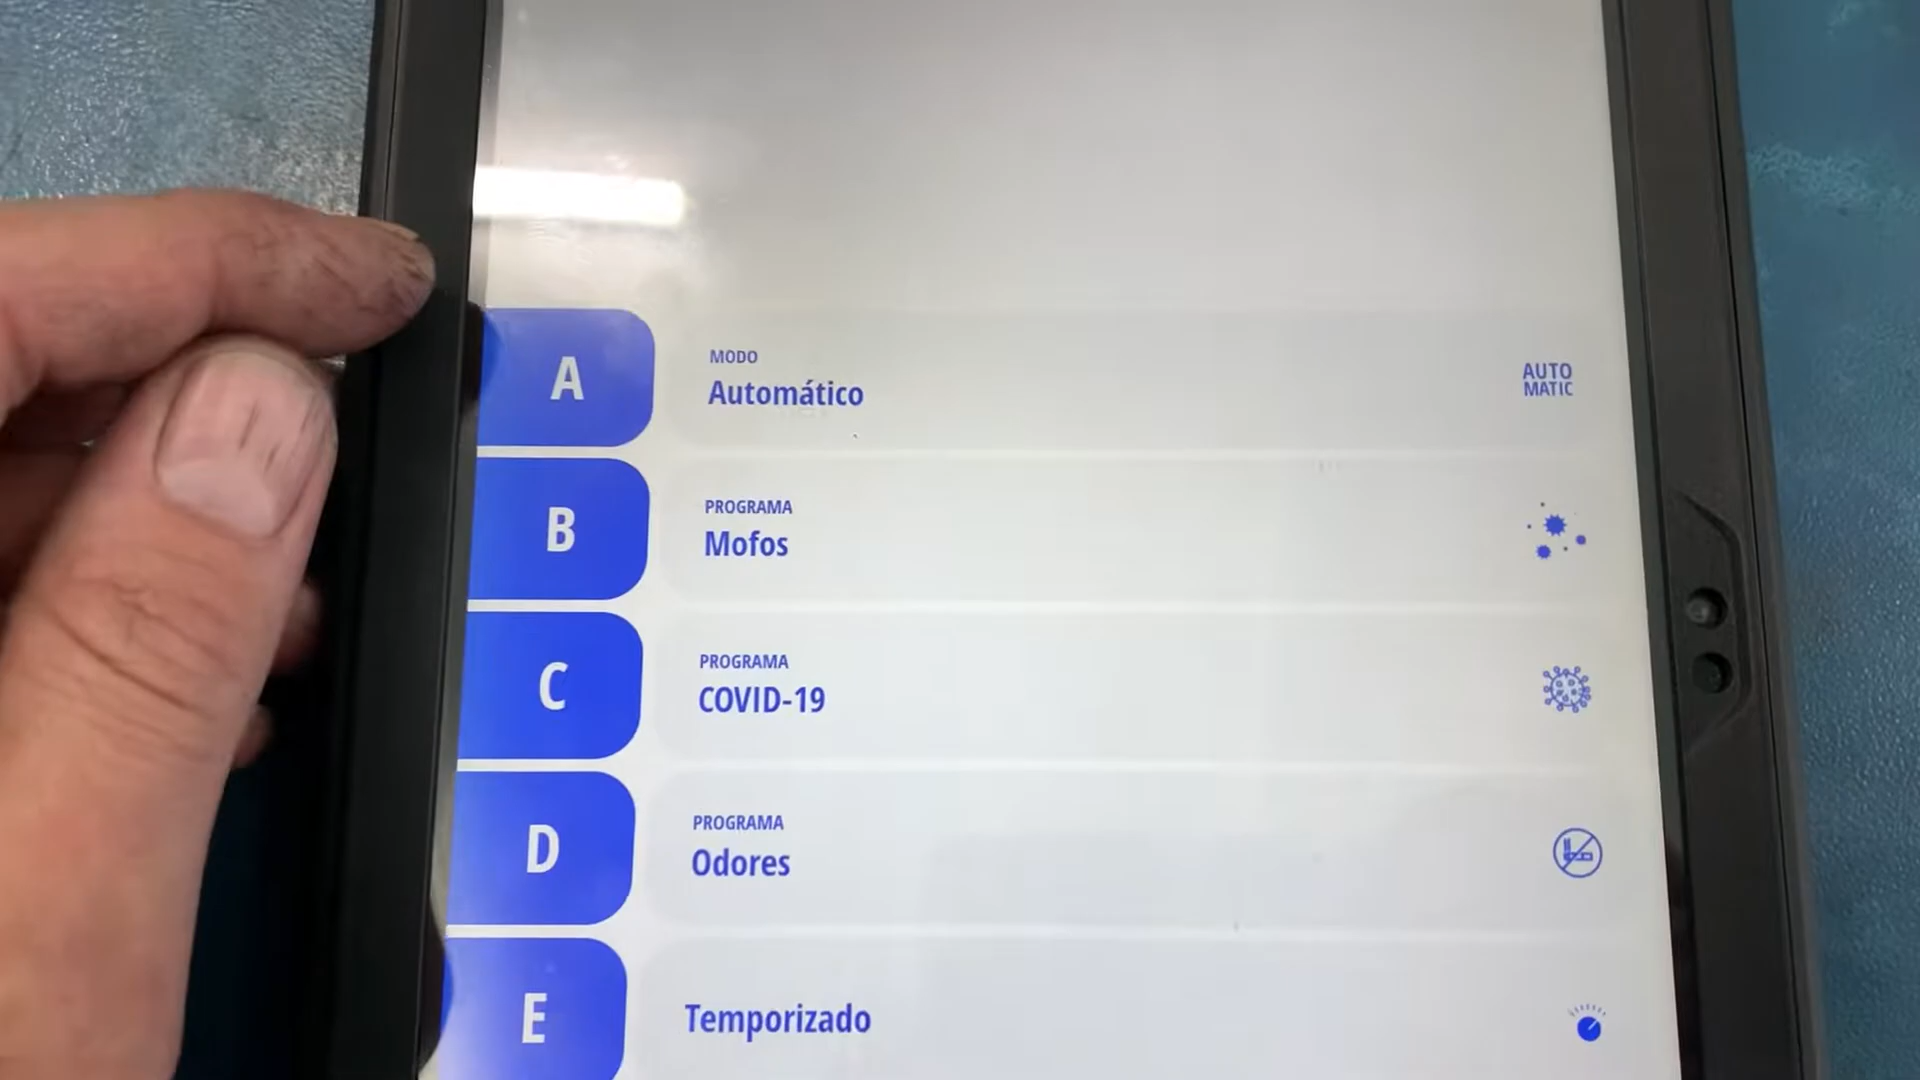 A
MODO
Automático
AUTO
MATIC
B
PROGRAMA
Mofos
C
PROGRAMA
COVID-19
D
PROGRAMA
Odores
E
Temporizado